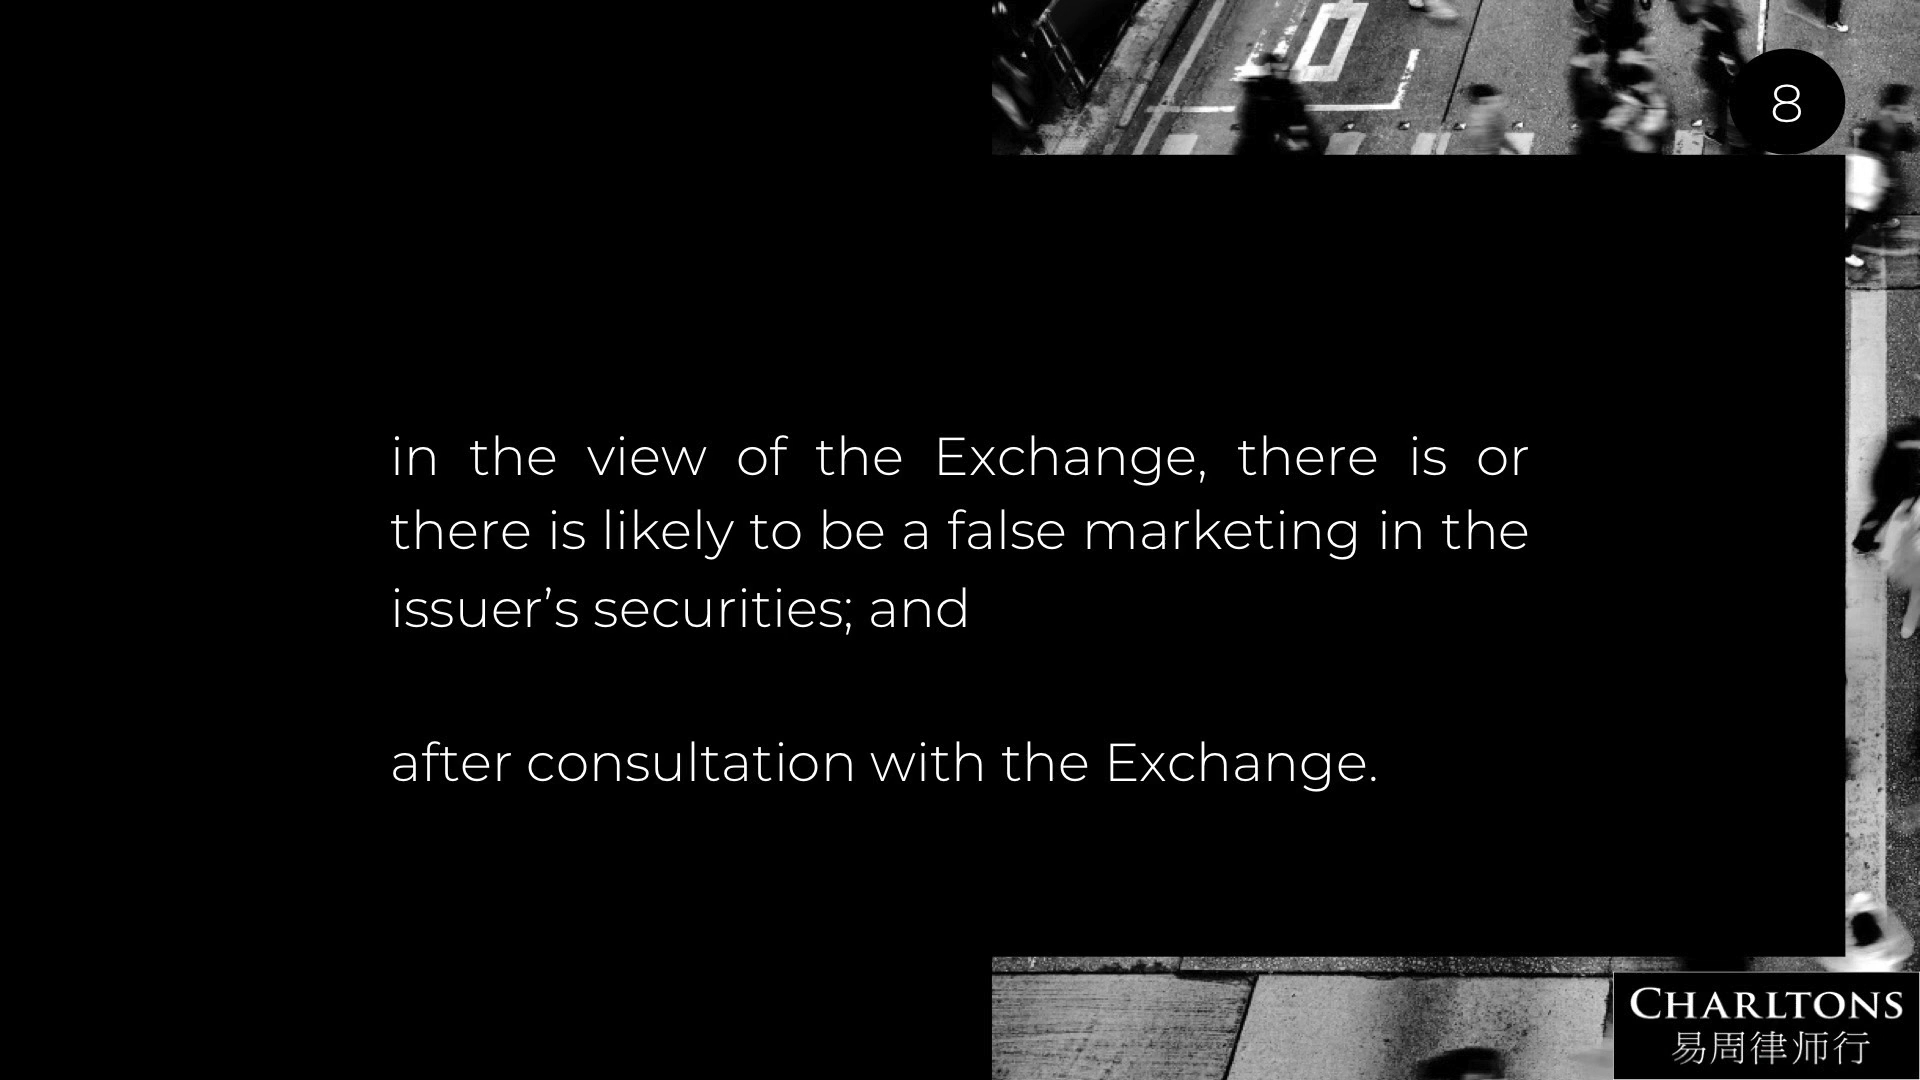 8
in the view of the Exchange, there is or
there is likely to be a false marketing in the
issuer’s securities; and
after consultation with the Exchange.
CHARLTONS
易周律师行